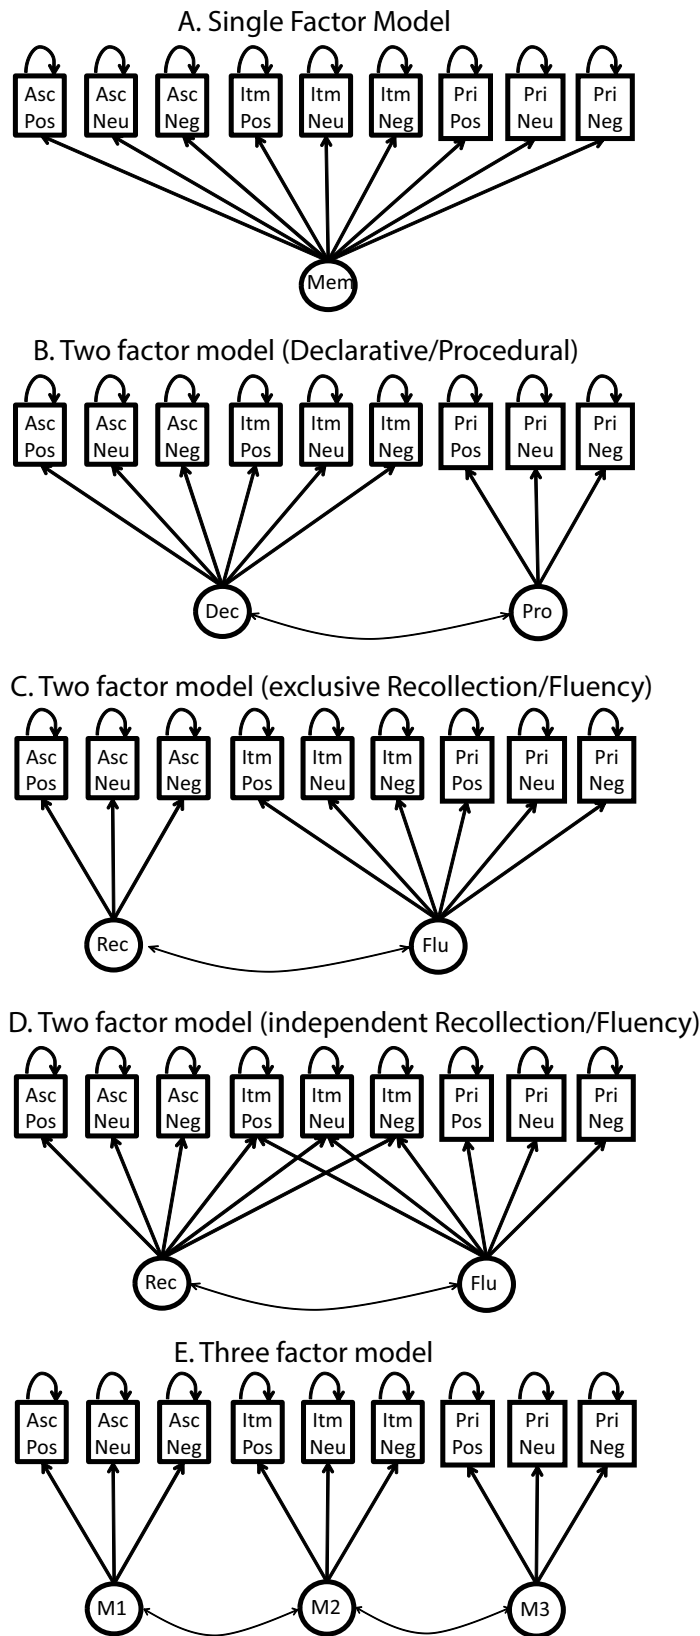 A. Single Factor Model
Asc Asc Asc Itm Itm Itm Pri Pri Pri
Pos Neu Neg Pos Neu Neg Pos Neu Neg
Mem
B. Two factor model (Declarative/Procedural)
Asc Asc Asc Itm Itm Itm Pri Pri Pri
Pos Neu Neg Pos Neu Neg Pos Neu Neg
Dec Pro
C. Two factor model (exclusive Recollection/Fluency)
Asc Asc Asc Itm Itm Itm Pri Pri Pri
Pos Neu Neg Pos Neu Neg Pos Neu Neg
Rec Flu
D. Two factor model (independent Recollection/Fluency)
Asc Asc Asc Itm Itm Itm Pri Pri Pri
Pos Neu Neg Pos Neu Neg Pos Neu Neg
Rec Flu
E. Three factor model
Asc Asc Asc Itm Itm Itm Pri Pri Pri
Pos Neu Neg Pos Neu Neg Pos Neu Neg
M1 M2 M3